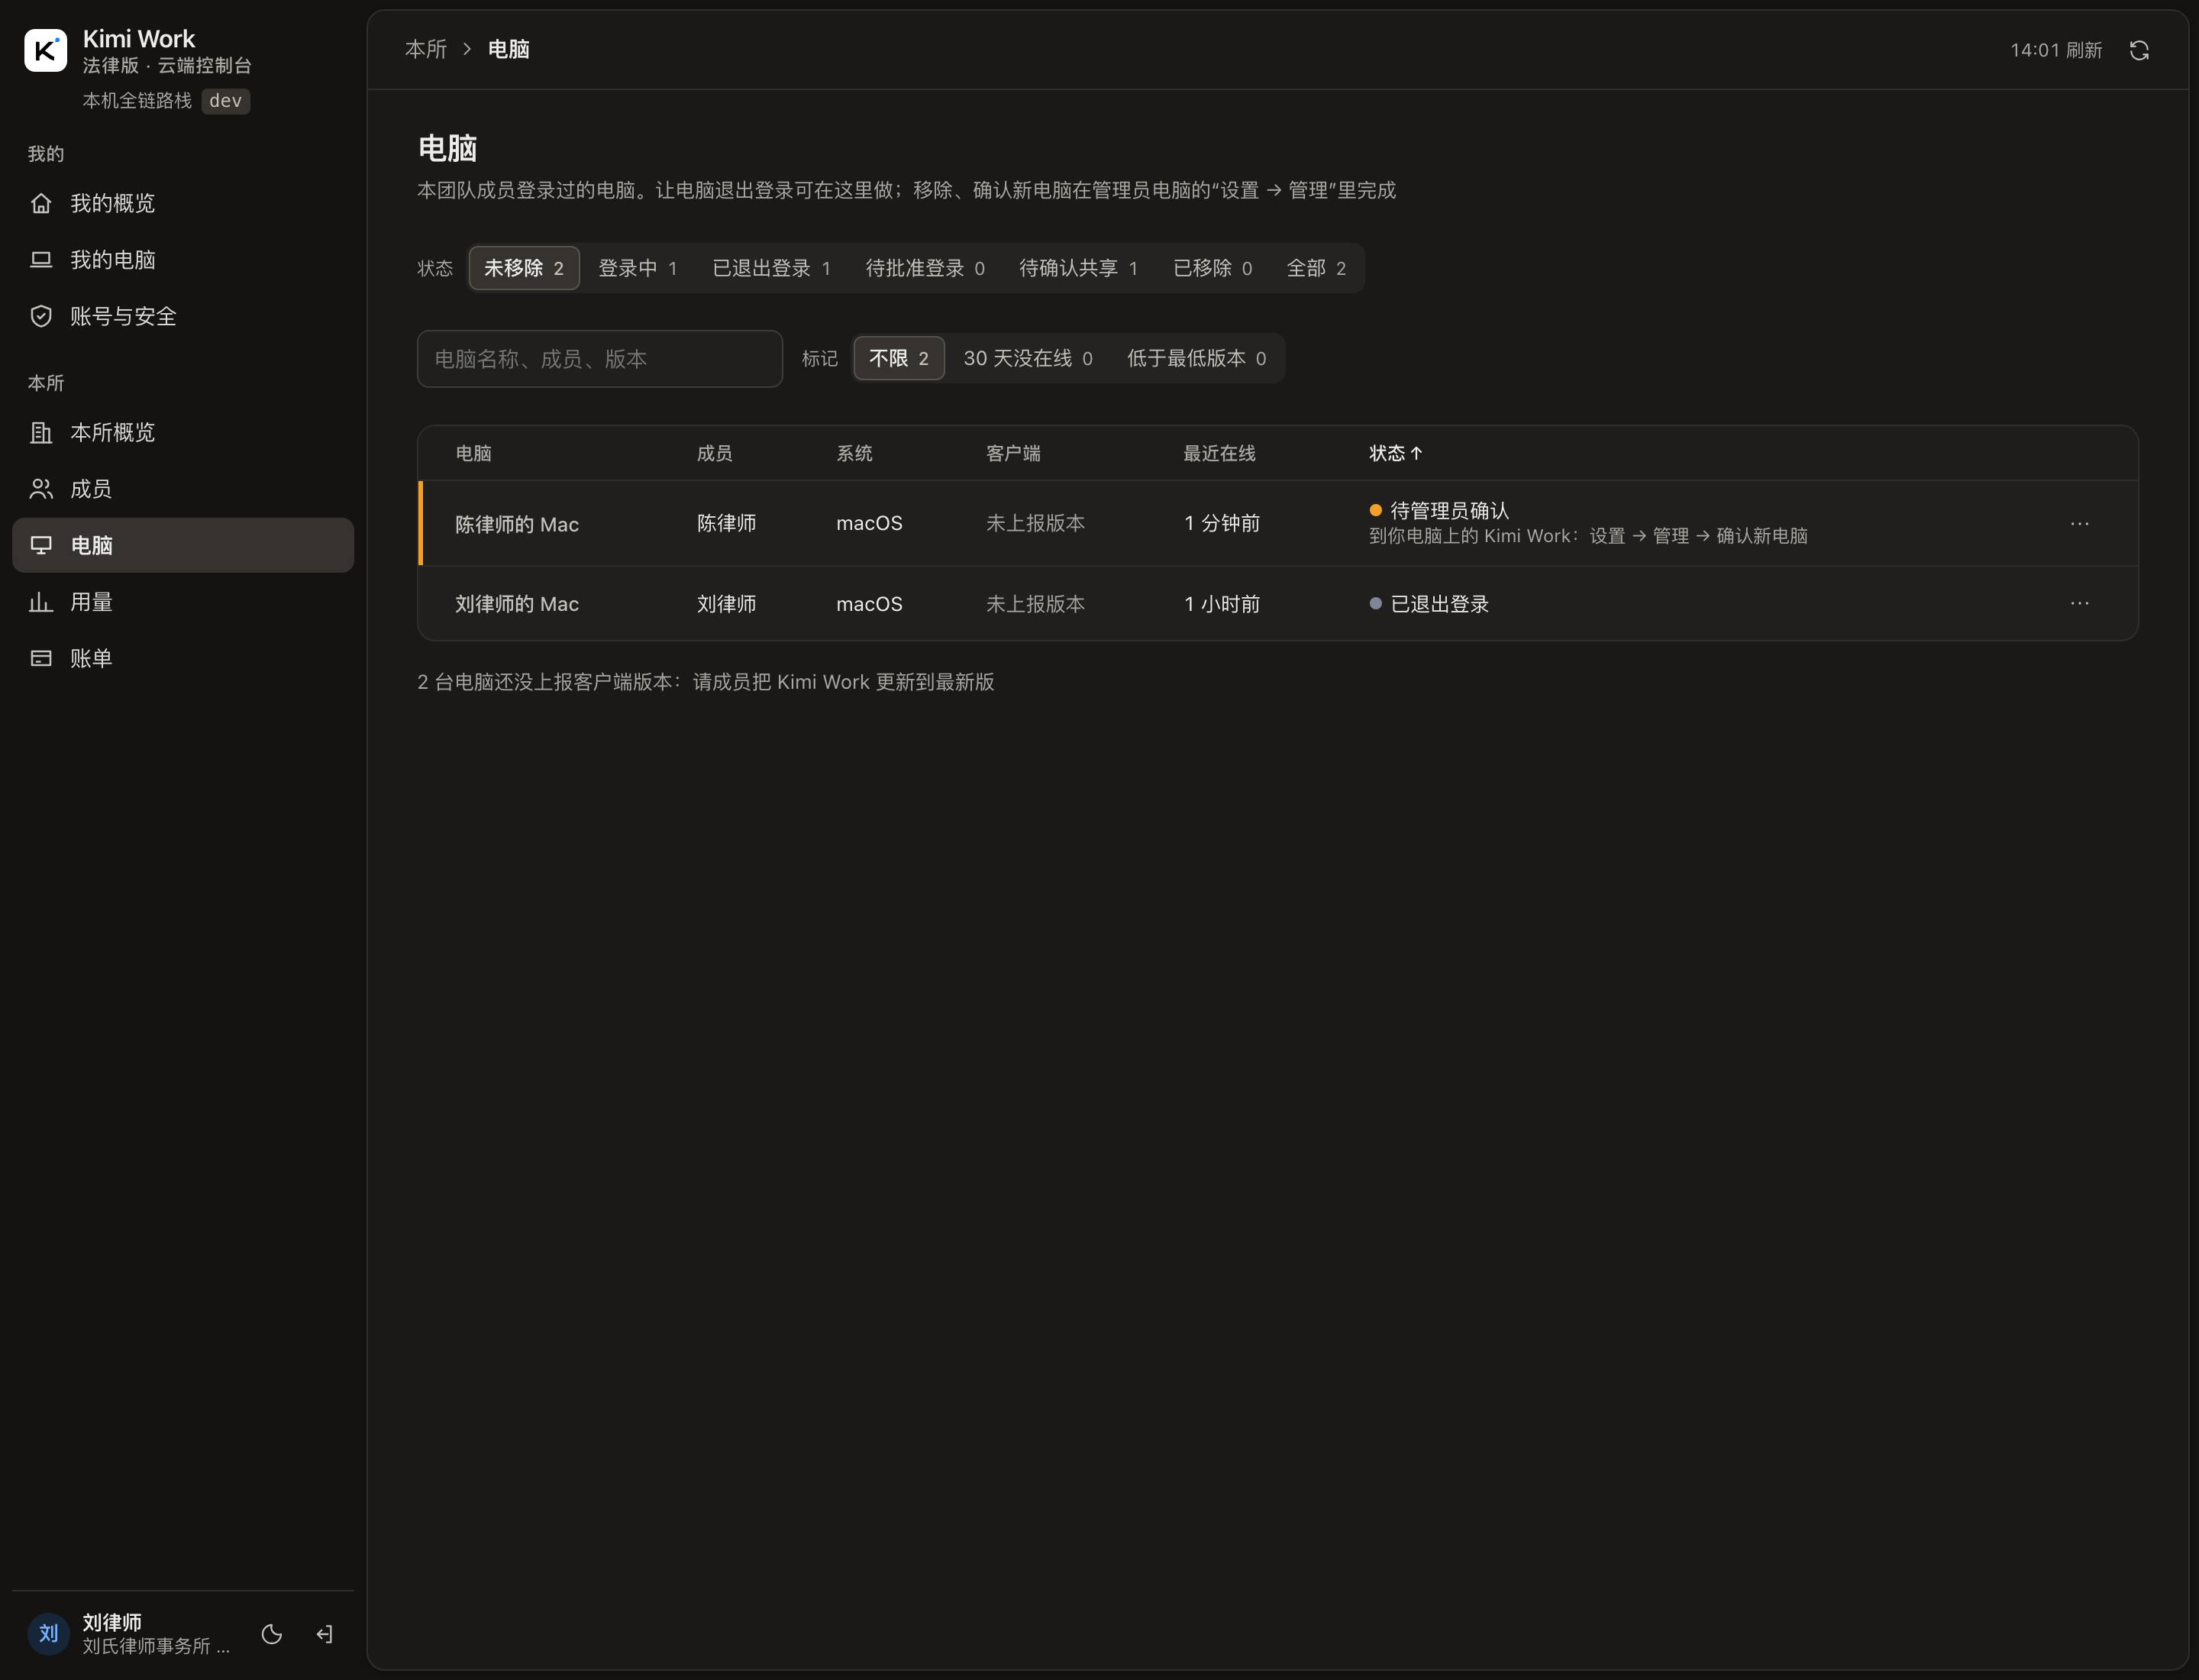 Kimi Work
法律版 · 云端控制台
本机全链路栈 dev
我的
我的概览
我的电脑
账号与安全
本所
本所概览
成员
电脑
用量
账单
刘
刘律师
刘氏律师事务所 ...
本所 > 电脑
14:01 刷新
电脑
本团队成员登录过的电脑。让电脑退出登录可在这里做；移除、确认新电脑在管理员电脑的“设置 → 管理”里完成
状态 未移除 2 登录中 1 已退出登录 1 待批准登录 0 待确认共享 1 已移除 0 全部 2
电脑名称、成员、版本 标记 不限 2 30 天没在线 0 低于最低版本 0
电脑 成员 系统 客户端 最近在线 状态 ↑
陈律师的 Mac 陈律师 macOS 未上报版本 1 分钟前 待管理员确认
到你电脑上的 Kimi Work：设置 → 管理 → 确认新电脑
刘律师的 Mac 刘律师 macOS 未上报版本 1 小时前 已退出登录
2 台电脑还没上报客户端版本：请成员把 Kimi Work 更新到最新版